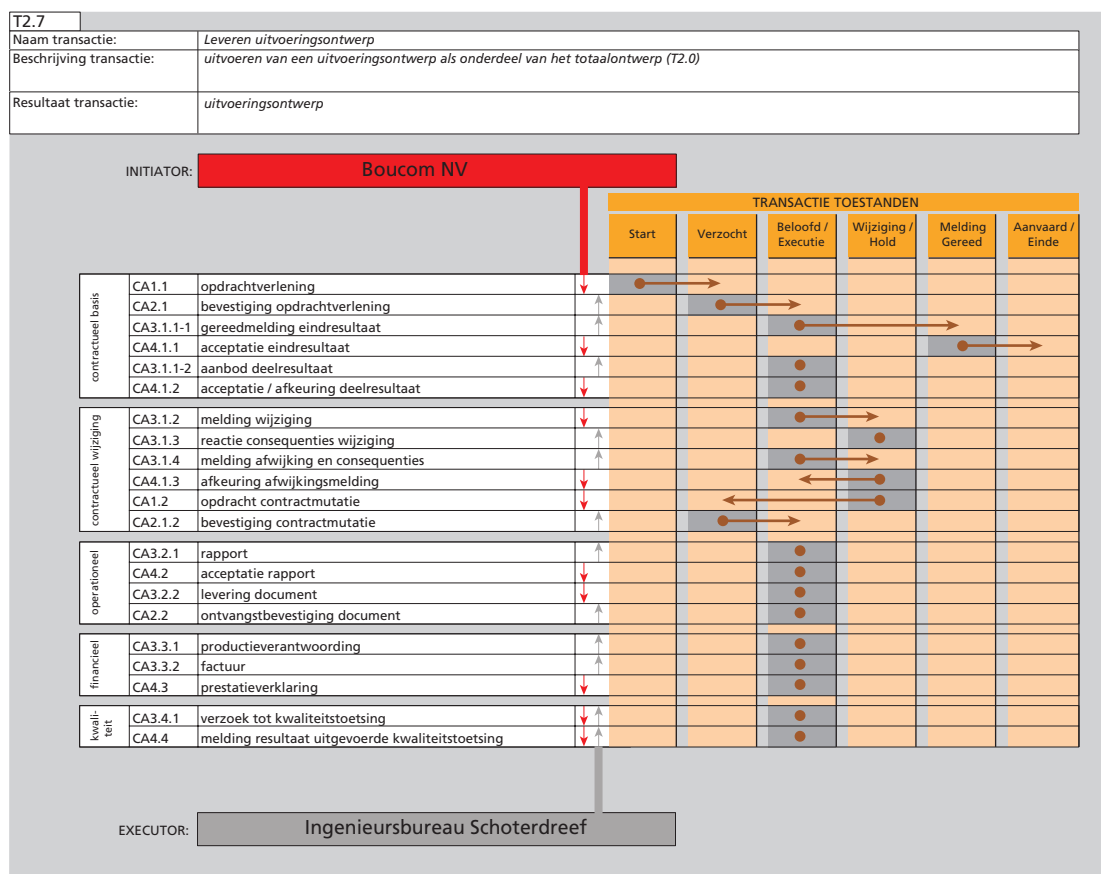 T2.7
Naam transactie: Leveren uitvoeringsontwerp
Beschrijving transactie: uitvoeren van een uitvoeringsontwerp als onderdeel van het totaalontwerp (T2.0)
Resultaat transactie: uitvoeringsontwerp
INITIATOR: Boucom NV
TRANSACTIE TOESTANDEN
Start Verzocht Beloofd / Executie Wijziging / Hold Melding Gereed Aanvaard / Einde
contractueel basis
CA1.1 opdrachtverlening
CA2.1 bevestiging opdrachtverlening
CA3.1.1-1 gereedmelding eindresultaat
CA4.1.1 acceptatie eindresultaat
CA3.1.1-2 aanbod deelresultaat
CA4.1.2 acceptatie / afkeuring deelresultaat
contractueel wijziging
CA3.1.2 melding wijziging
CA3.1.3 reactie consequenties wijziging
CA3.1.4 melding afwijking en consequenties
CA4.1.3 afkeuring afwijkingsmelding
CA1.2 opdracht contractmutatie
CA2.1.2 bevestiging contractmutatie
operationeel
CA3.2.1 rapport
CA4.2 acceptatie rapport
CA3.2.2 levering document
CA2.2 ontvangstbevestiging document
financieel
CA3.3.1 productieverantwoording
CA3.3.2 factuur
CA4.3 prestatieverklaring
kwali-
teit
CA3.4.1 verzoek tot kwaliteitstoetsing
CA4.4 melding resultaat uitgevoerde kwaliteitstoetsing
EXECUTOR: Ingenieursbureau Schoterdreef